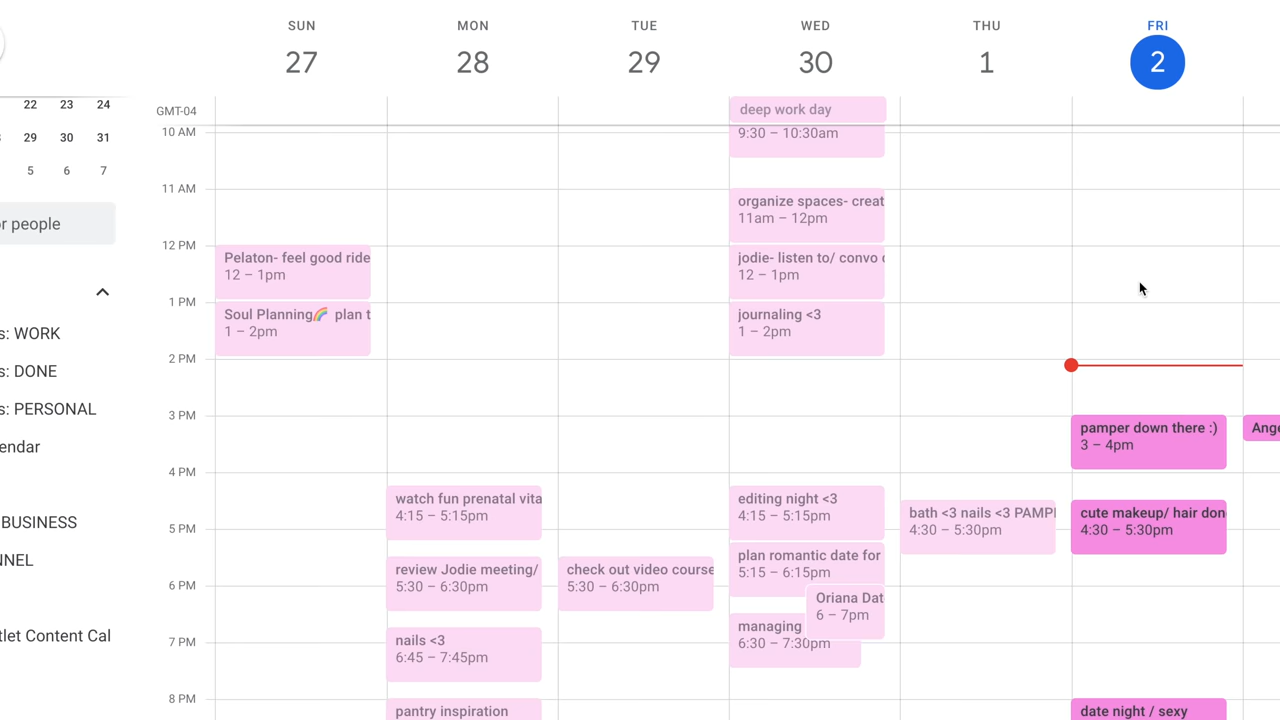 SUN
MON
TUE
WED
THU
FRI
27
28
29
30
1
2
22 23 24
29 30 31
5 6 7
r people
s: WORK
s: DONE
s: PERSONAL
endar
BUSINESS
NNEL
tlet Content Cal
GMT-04
10 AM
11 AM
12 PM
1 PM
2 PM
3 PM
4 PM
5 PM
6 PM
7 PM
8 PM
Pelaton- feel good ride
12 – 1pm
Soul Planning🌈 plan t
1 – 2pm
watch fun prenatal vita
4:15 – 5:15pm
review Jodie meeting/
5:30 – 6:30pm
nails <3
6:45 – 7:45pm
pantry inspiration
check out video course
5:30 – 6:30pm
deep work day
9:30 – 10:30am
organize spaces- creat
11am – 12pm
jodie- listen to/ convo
12 – 1pm
journaling <3
1 – 2pm
editing night <3
4:15 – 5:15pm
plan romantic date for
5:15 – 6:15pm
Oriana Dat
6 – 7pm
managing
6:30 – 7:30pm
bath <3 nails <3 PAMPI
4:30 – 5:30pm
pamper down there :)
3 – 4pm
cute makeup/ hair don
4:30 – 5:30pm
date night / sexy
Ange